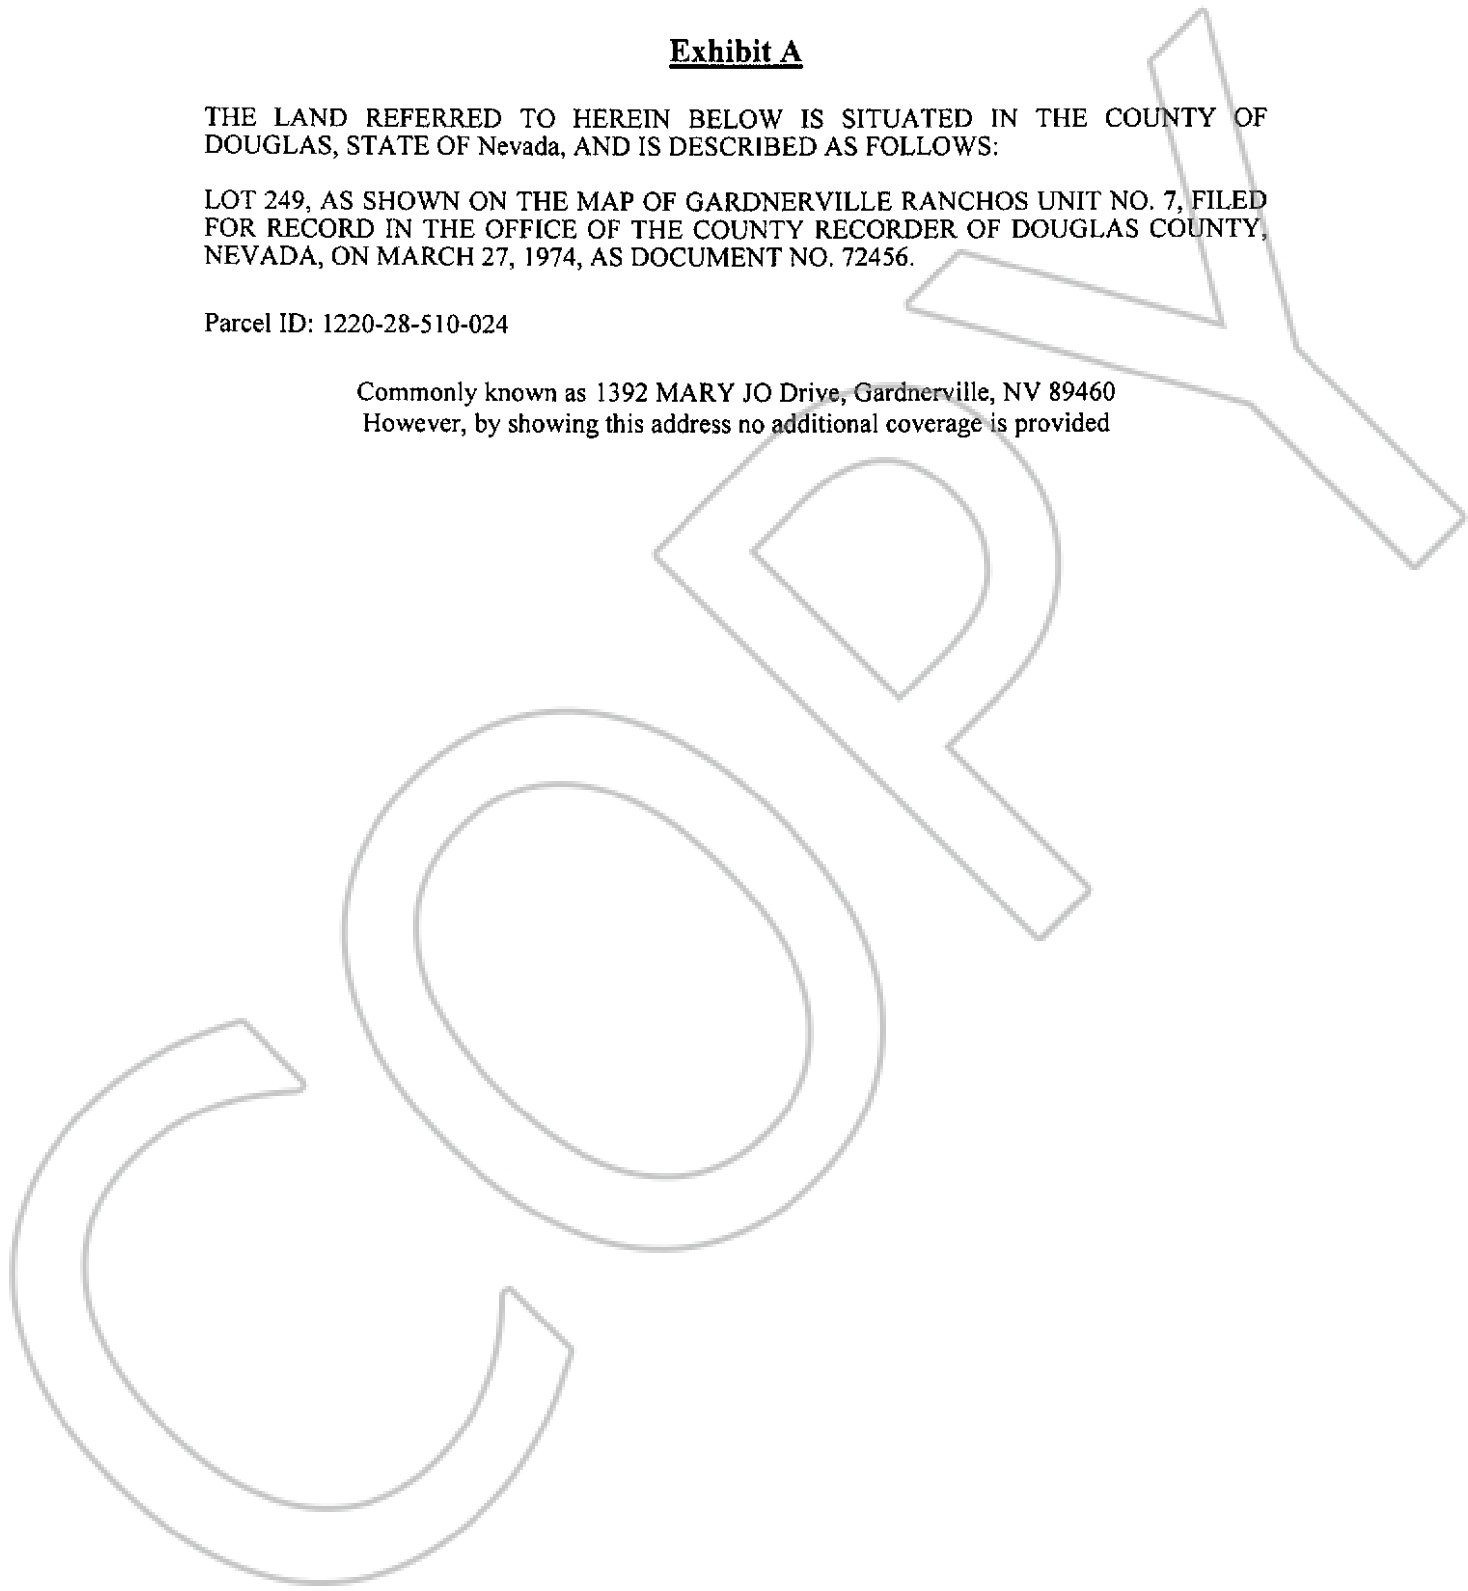 Exhibit A
THE LAND REFERRED TO HEREIN BELOW IS SITUATED IN THE COUNTY OF
DOUGLAS, STATE OF Nevada, AND IS DESCRIBED AS FOLLOWS:
LOT 249, AS SHOWN ON THE MAP OF GARDNERVILLE RANCHOS UNIT NO. 7, FILED
FOR RECORD IN THE OFFICE OF THE COUNTY RECORDER OF DOUGLAS COUNTY,
NEVADA, ON MARCH 27, 1974, AS DOCUMENT NO. 72456.
Parcel ID: 1220-28-510-024
Commonly known as 1392 MARY JO Drive, Gardnerville, NV 89460
However, by showing this address no additional coverage is provided
COPY